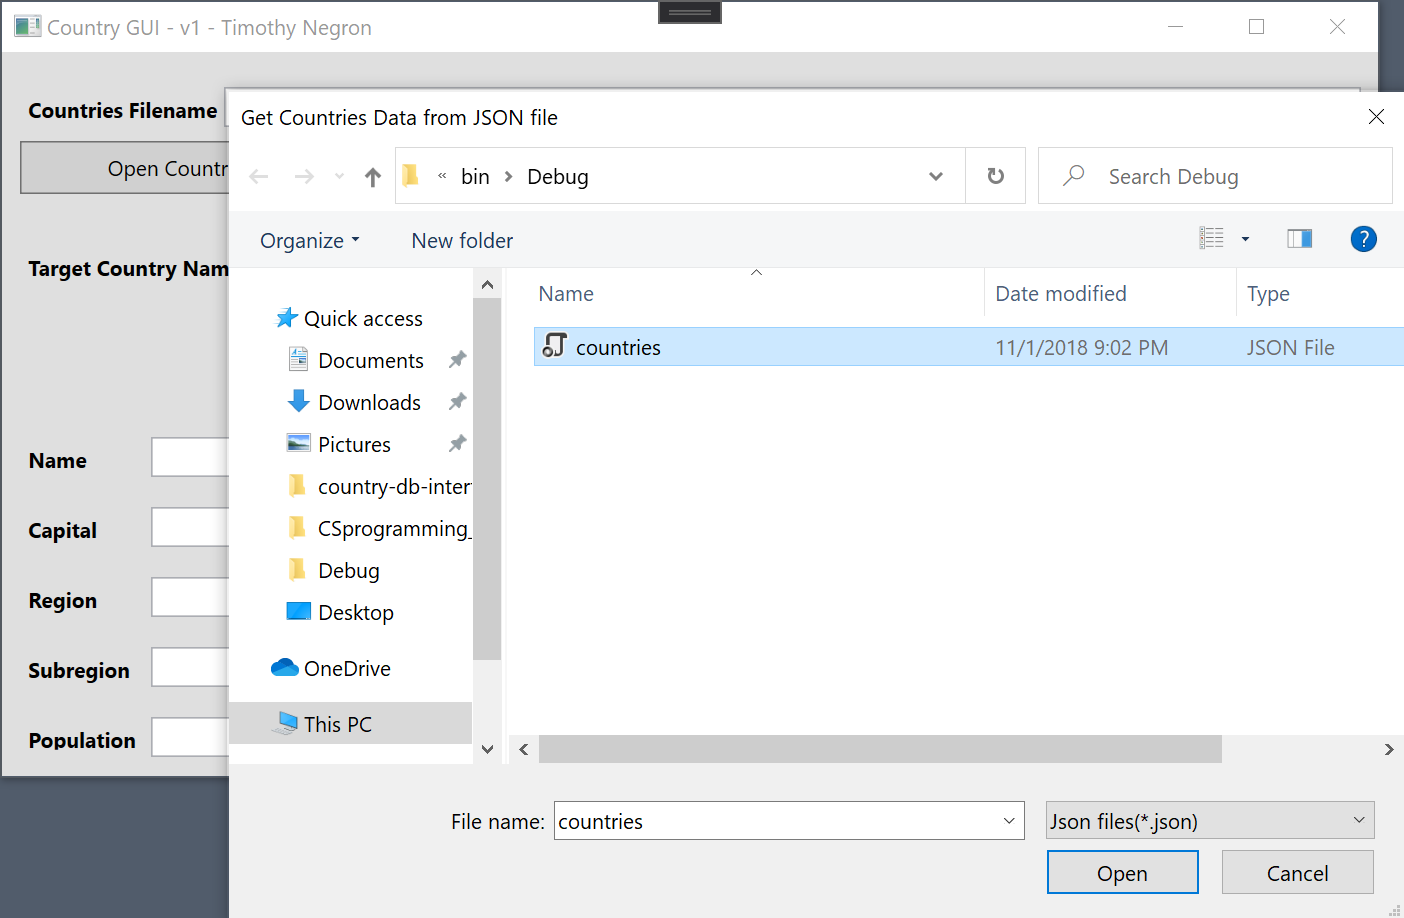 Country GUI - v1 - Timothy Negron
Countries Filename
Open Countr
Target Country Nam
Name
Capital
Region
Subregion
Population
Get Countries Data from JSON file
« bin > Debug
Search Debug
Organize
New folder
?
Name
Date modified
Type
countries
11/1/2018 9:02 PM
JSON File
Quick access
Documents
Downloads
Pictures
country-db-inter
CSprogramming_
Debug
Desktop
OneDrive
This PC
File name:
countries
Json files(*.json)
Open
Cancel